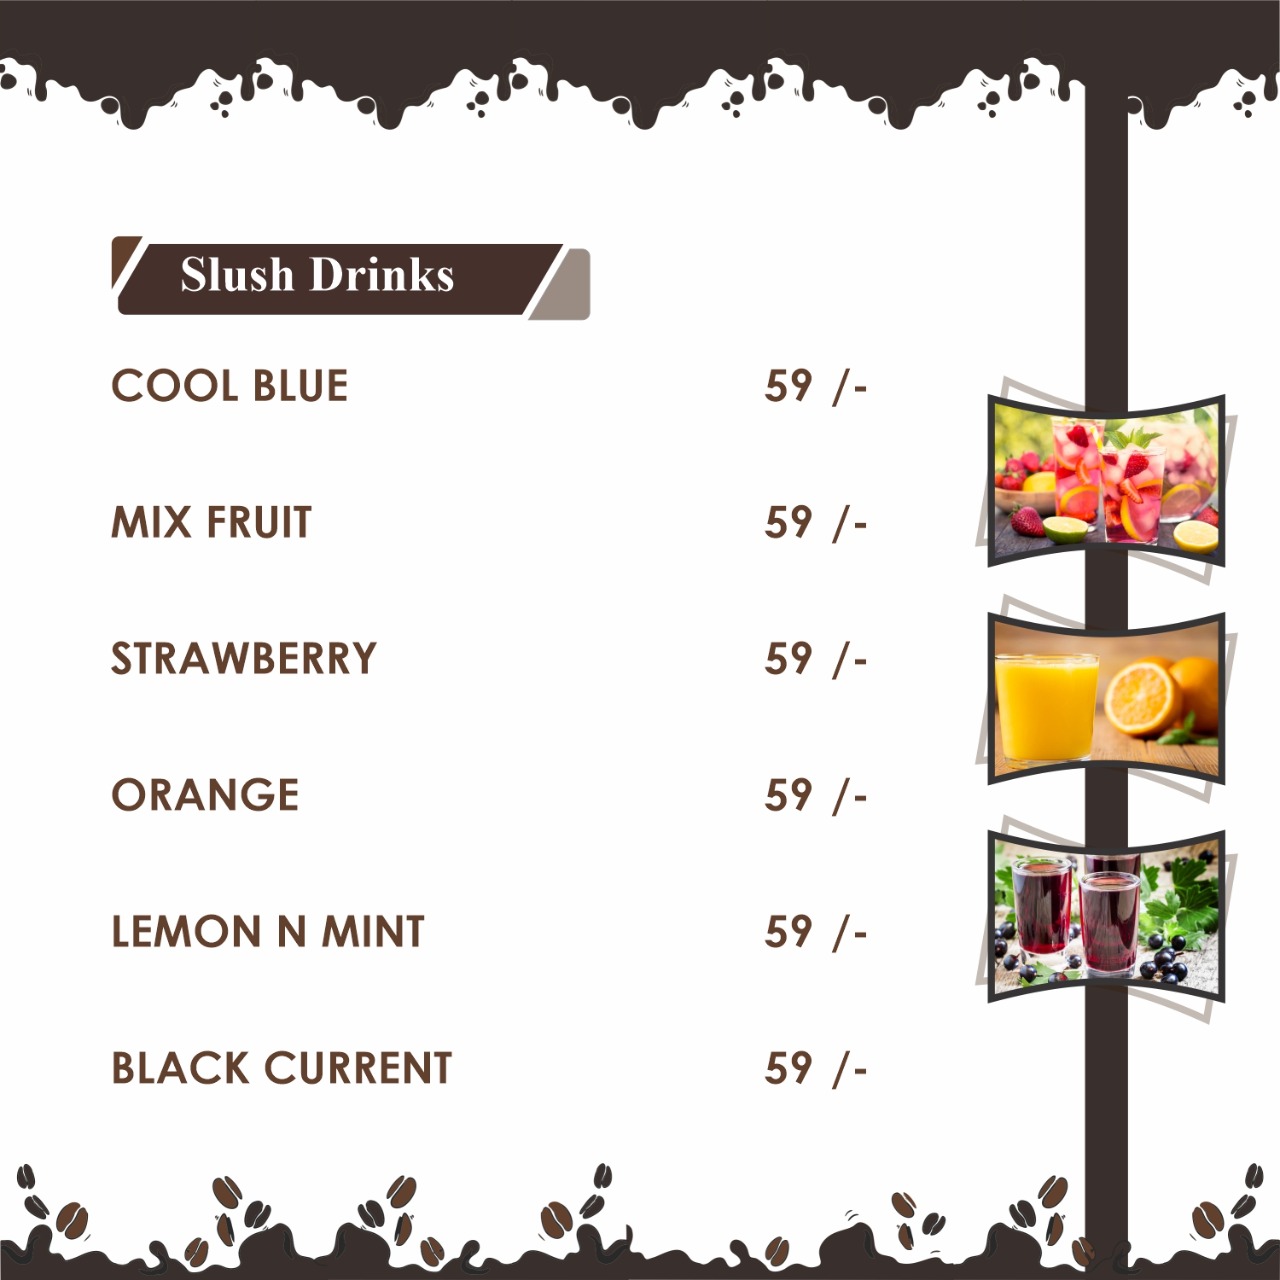 Slush Drinks
COOL BLUE 59 /-
MIX FRUIT 59 /-
STRAWBERRY 59 /-
ORANGE 59 /-
LEMON N MINT 59 /-
BLACK CURRENT 59 /-